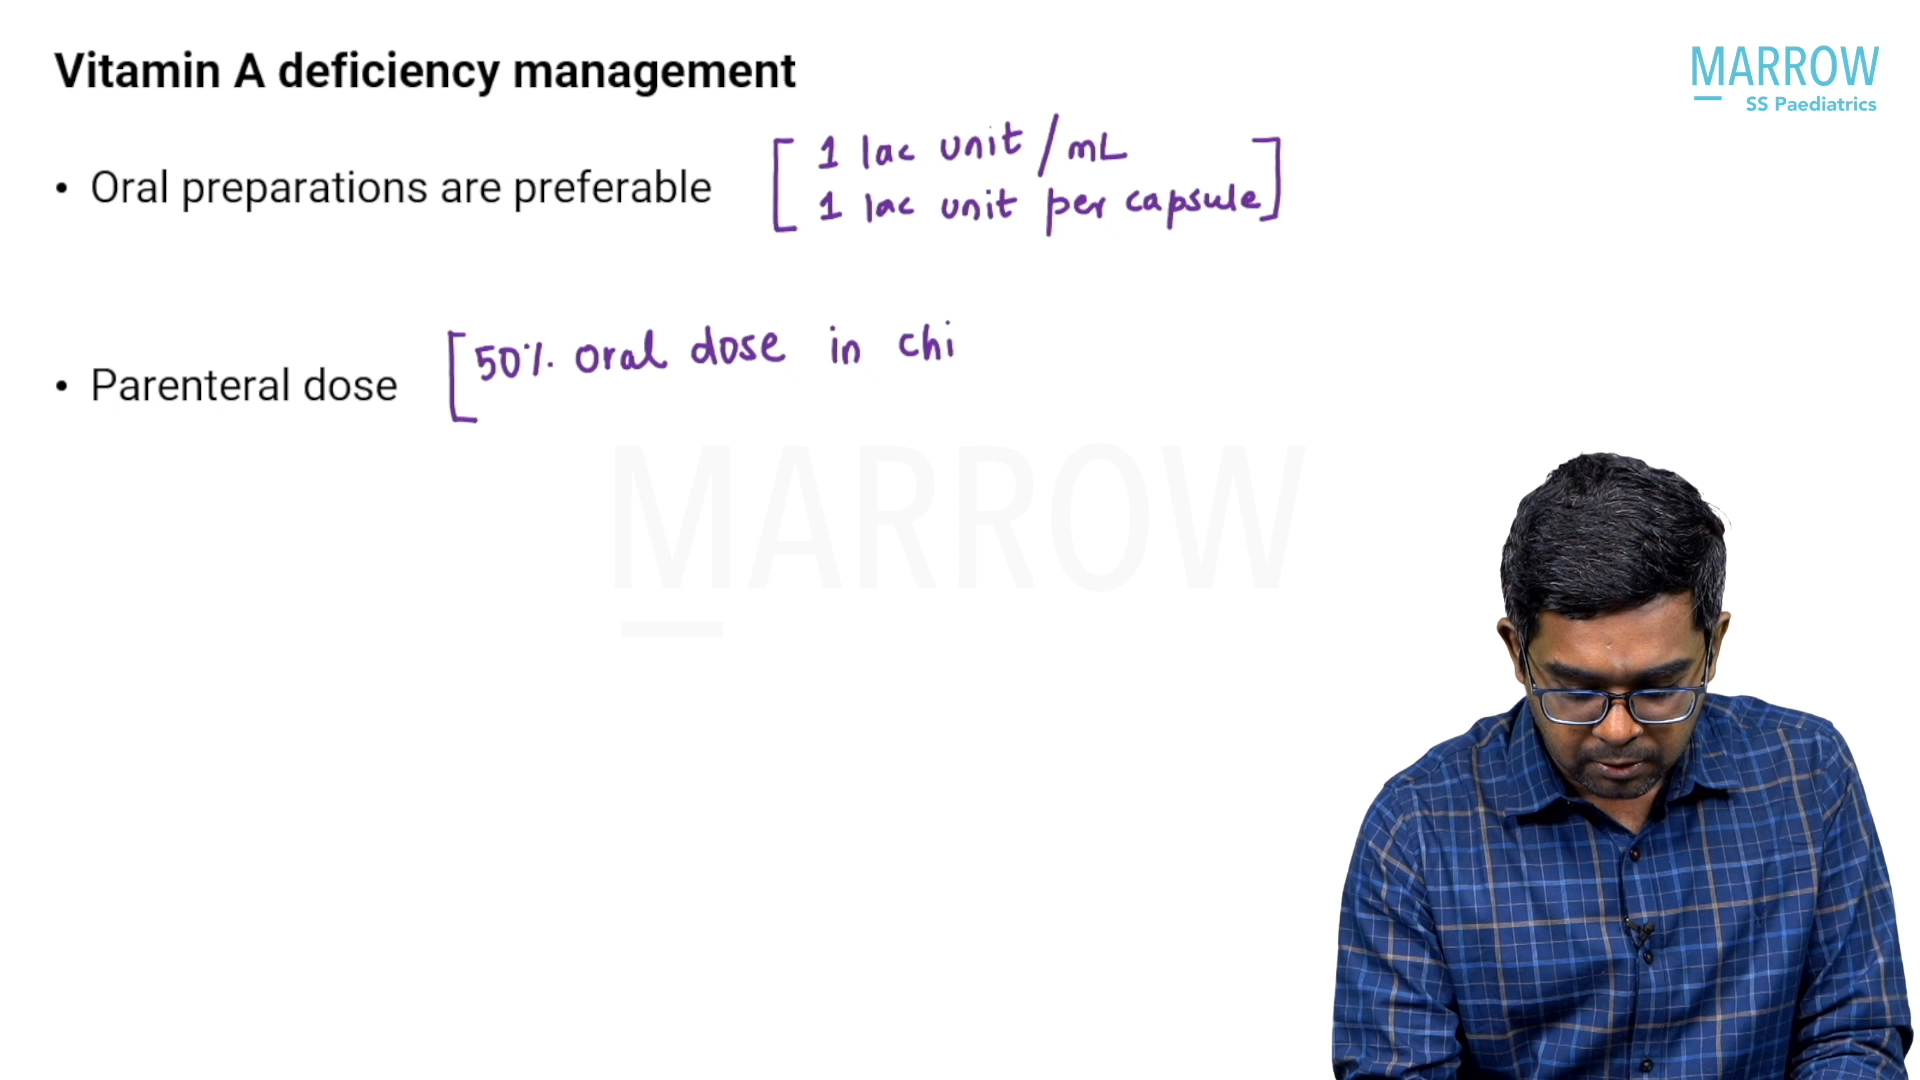 Vitamin A deficiency management
MARROW
SS Paediatrics
• Oral preparations are preferable
1 lac unit / mL
1 lac unit per capsule
• Parenteral dose
50% oral dose in chi
MARROW